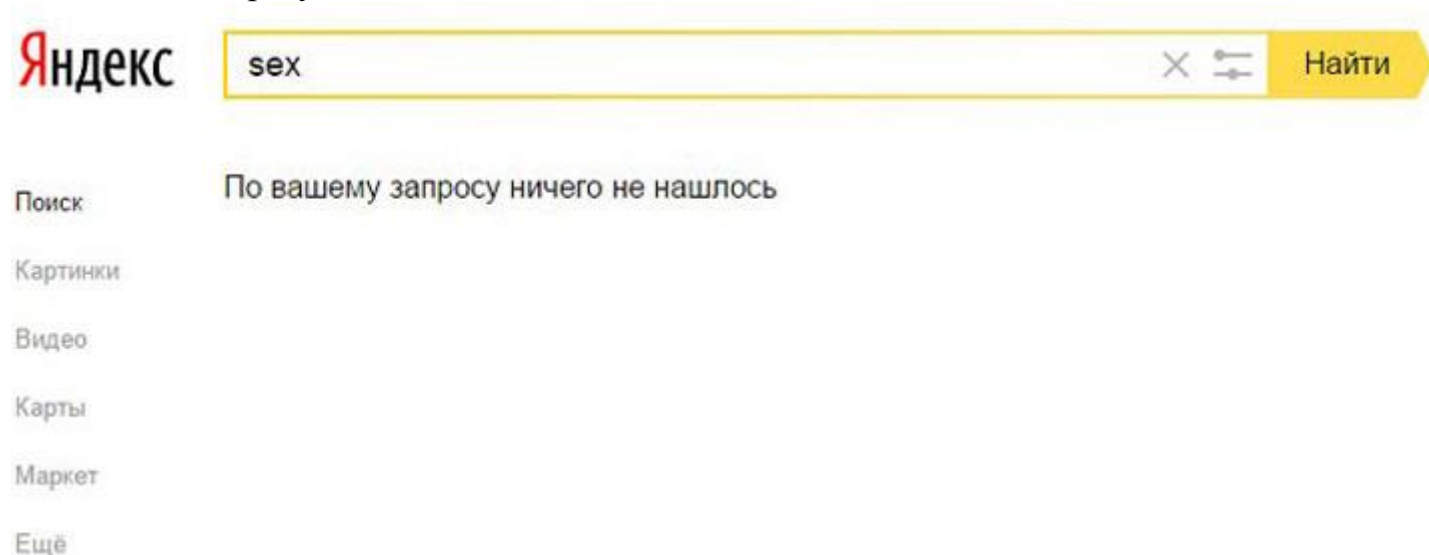 Яндекс
sex
Найти
По вашему запросу ничего не нашлось
Поиск
Картинки
Видео
Карты
Маркет
Ещё